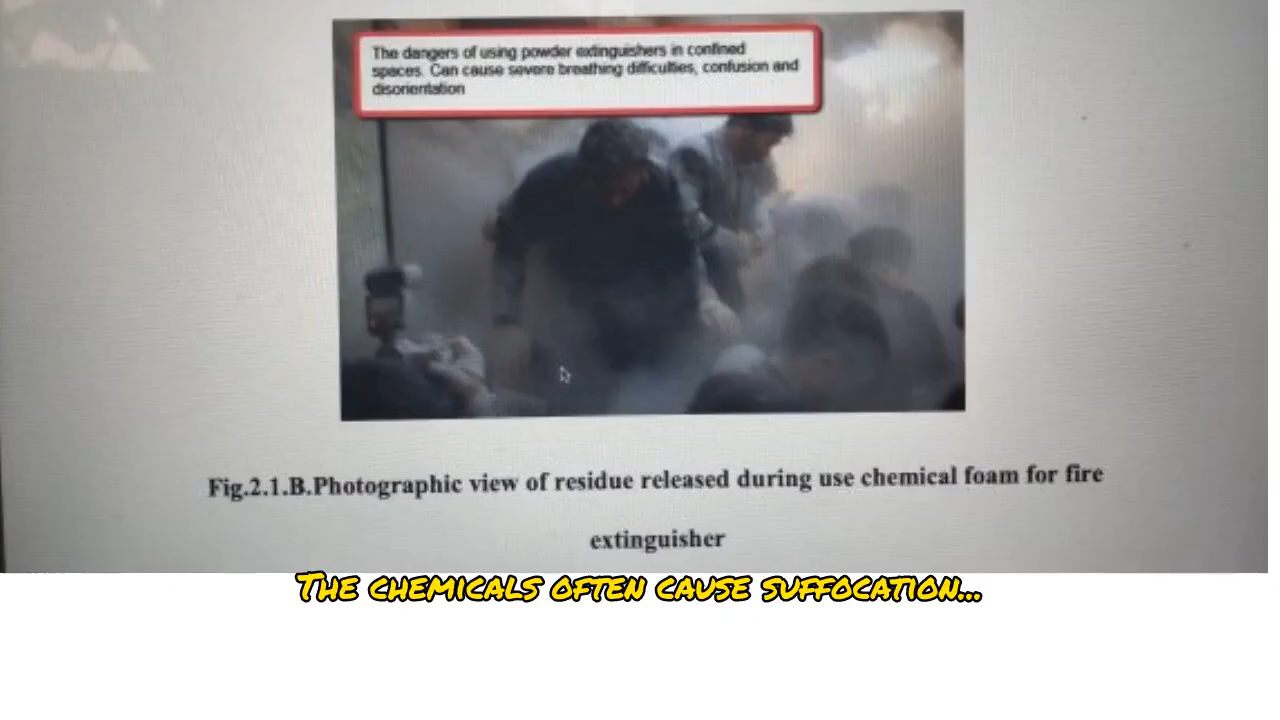 The dangers of using powder extinguishers in confined
spaces. Can cause severe breathing difficulties, confusion and
disorientation
Fig.2.1.B.Photographic view of residue released during use chemical foam for fire
extinguisher
The chemicals often cause suffocation...